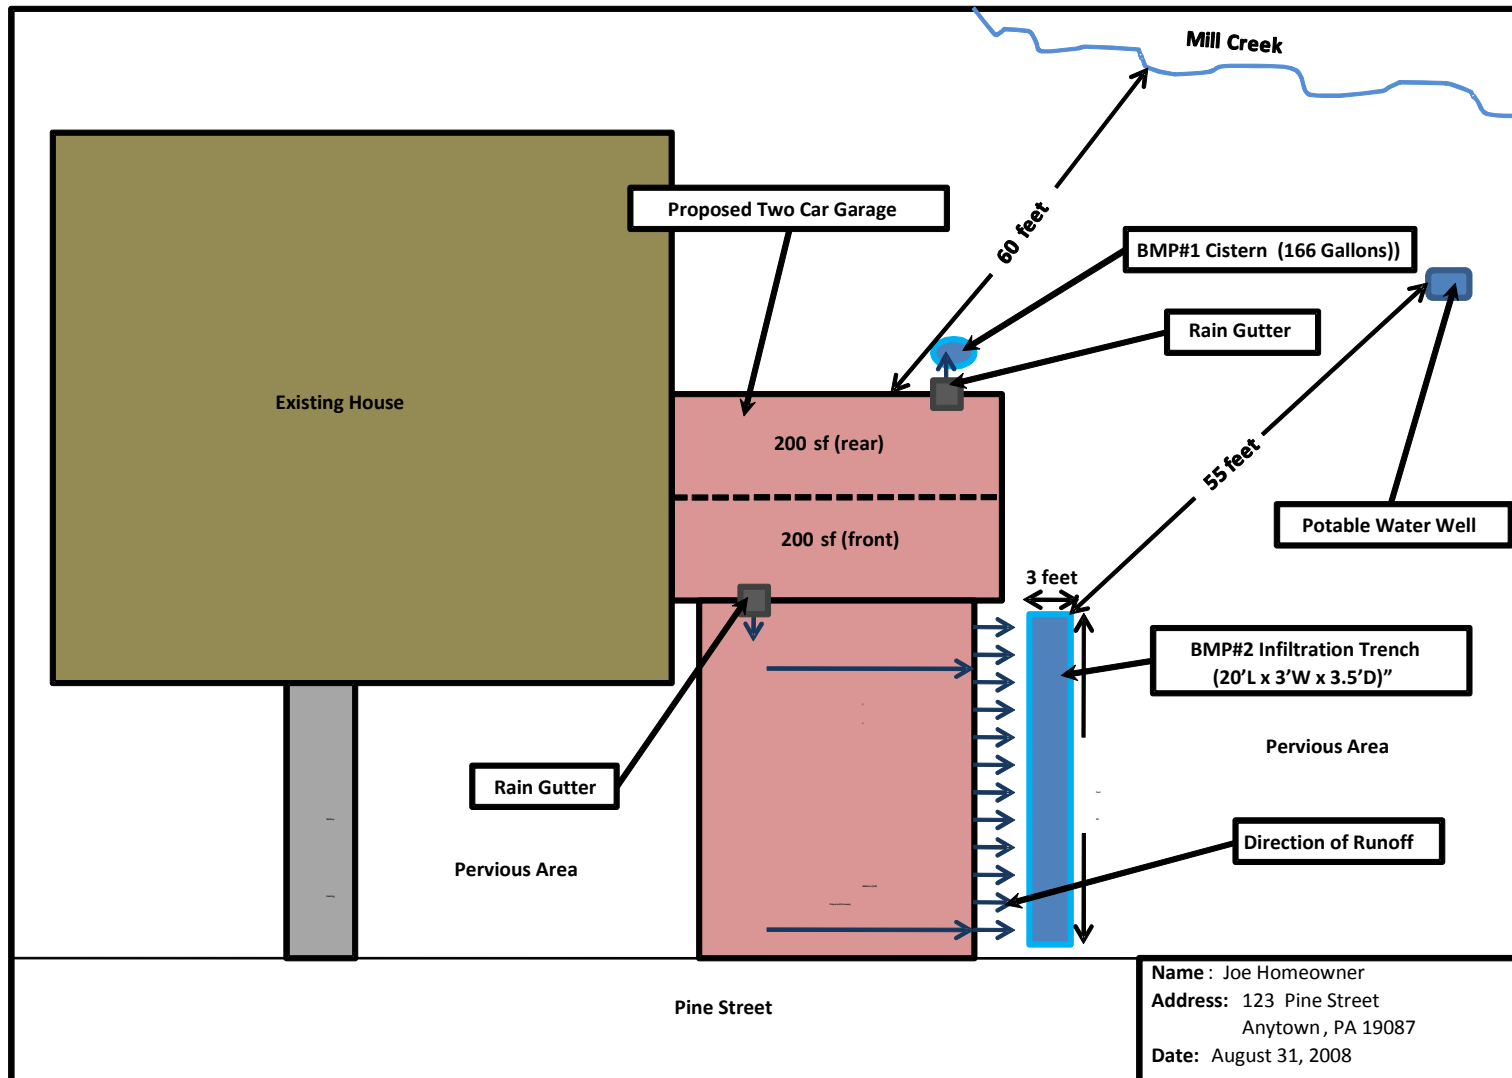 Mill Creek
Proposed Two Car Garage
60 feet
BMP#1 Cistern (166 Gallons))
Rain Gutter
Existing House
200 sf (rear)
55 feet
Potable Water Well
200 sf (front)
3 feet
BMP#2 Infiltration Trench
(20’L x 3’W x 3.5’D)”
Pervious Area
Rain Gutter
Direction of Runoff
Pervious Area
Pine Street
Name : Joe Homeowner
Address: 123 Pine Street
Anytown , PA 19087
Date: August 31, 2008